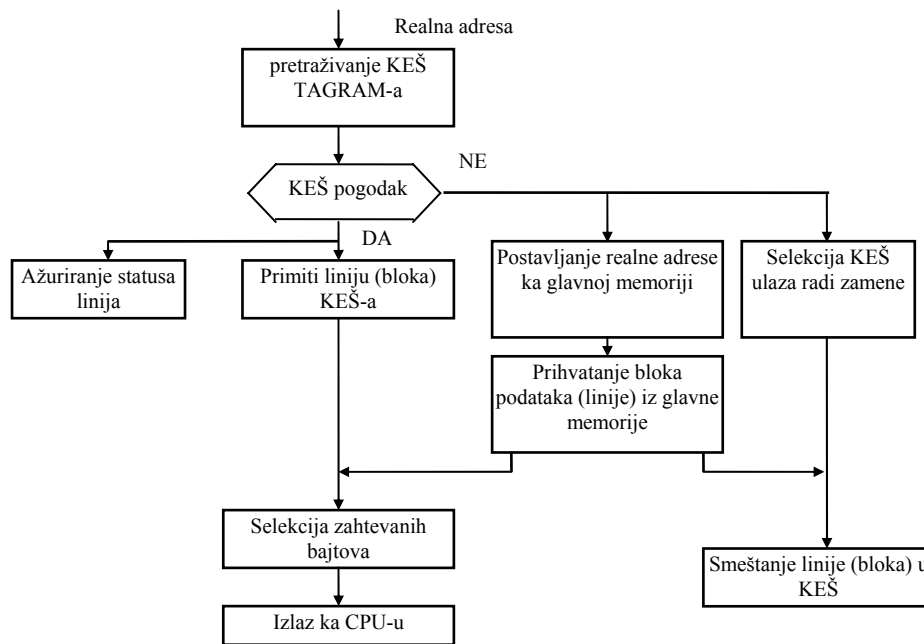 Realna adresa
pretraživanje KEŠ
TAGRAM-a
NE
KEŠ pogodak
DA
Ažuriranje statusa
linija
Primiti liniju (bloka)
KEŠ-a
Postavljanje realne adrese
ka glavnoj memoriji
Selekcija KEŠ
ulaza radi zamene
Prihvatanje bloka
podataka (linije) iz glavne
memorije
Selekcija zahtevanih
bajtova
Smeštanje linije (bloka) u
KEŠ
Izlaz ka CPU-u